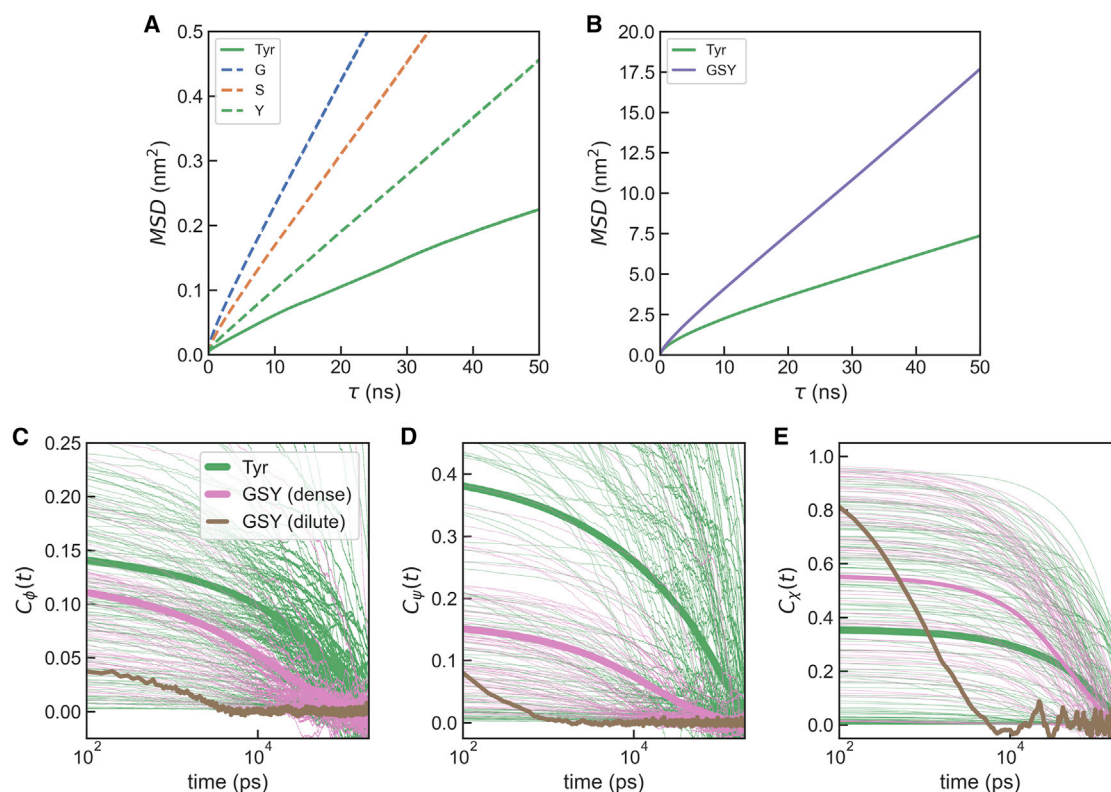 A
Tyr
G
S
Y
MSD (nm²)
0.5
0.4
0.3
0.2
0.1
0.0
0 10 20 30 40 50
τ (ns)
B
Tyr
GSY
MSD (nm²)
20.0
17.5
15.0
12.5
10.0
7.5
5.0
2.5
0.0
0 10 20 30 40 50
τ (ns)
C
Tyr
GSY (dense)
GSY (dilute)
Cϕ(t)
0.25
0.20
0.15
0.10
0.05
0.00
10² 10⁴
time (ps)
D
Cψ(t)
0.4
0.3
0.2
0.1
0.0
10² 10⁴
time (ps)
E
Cχ(t)
1.0
0.8
0.6
0.4
0.2
0.0
10² 10⁴
time (ps)